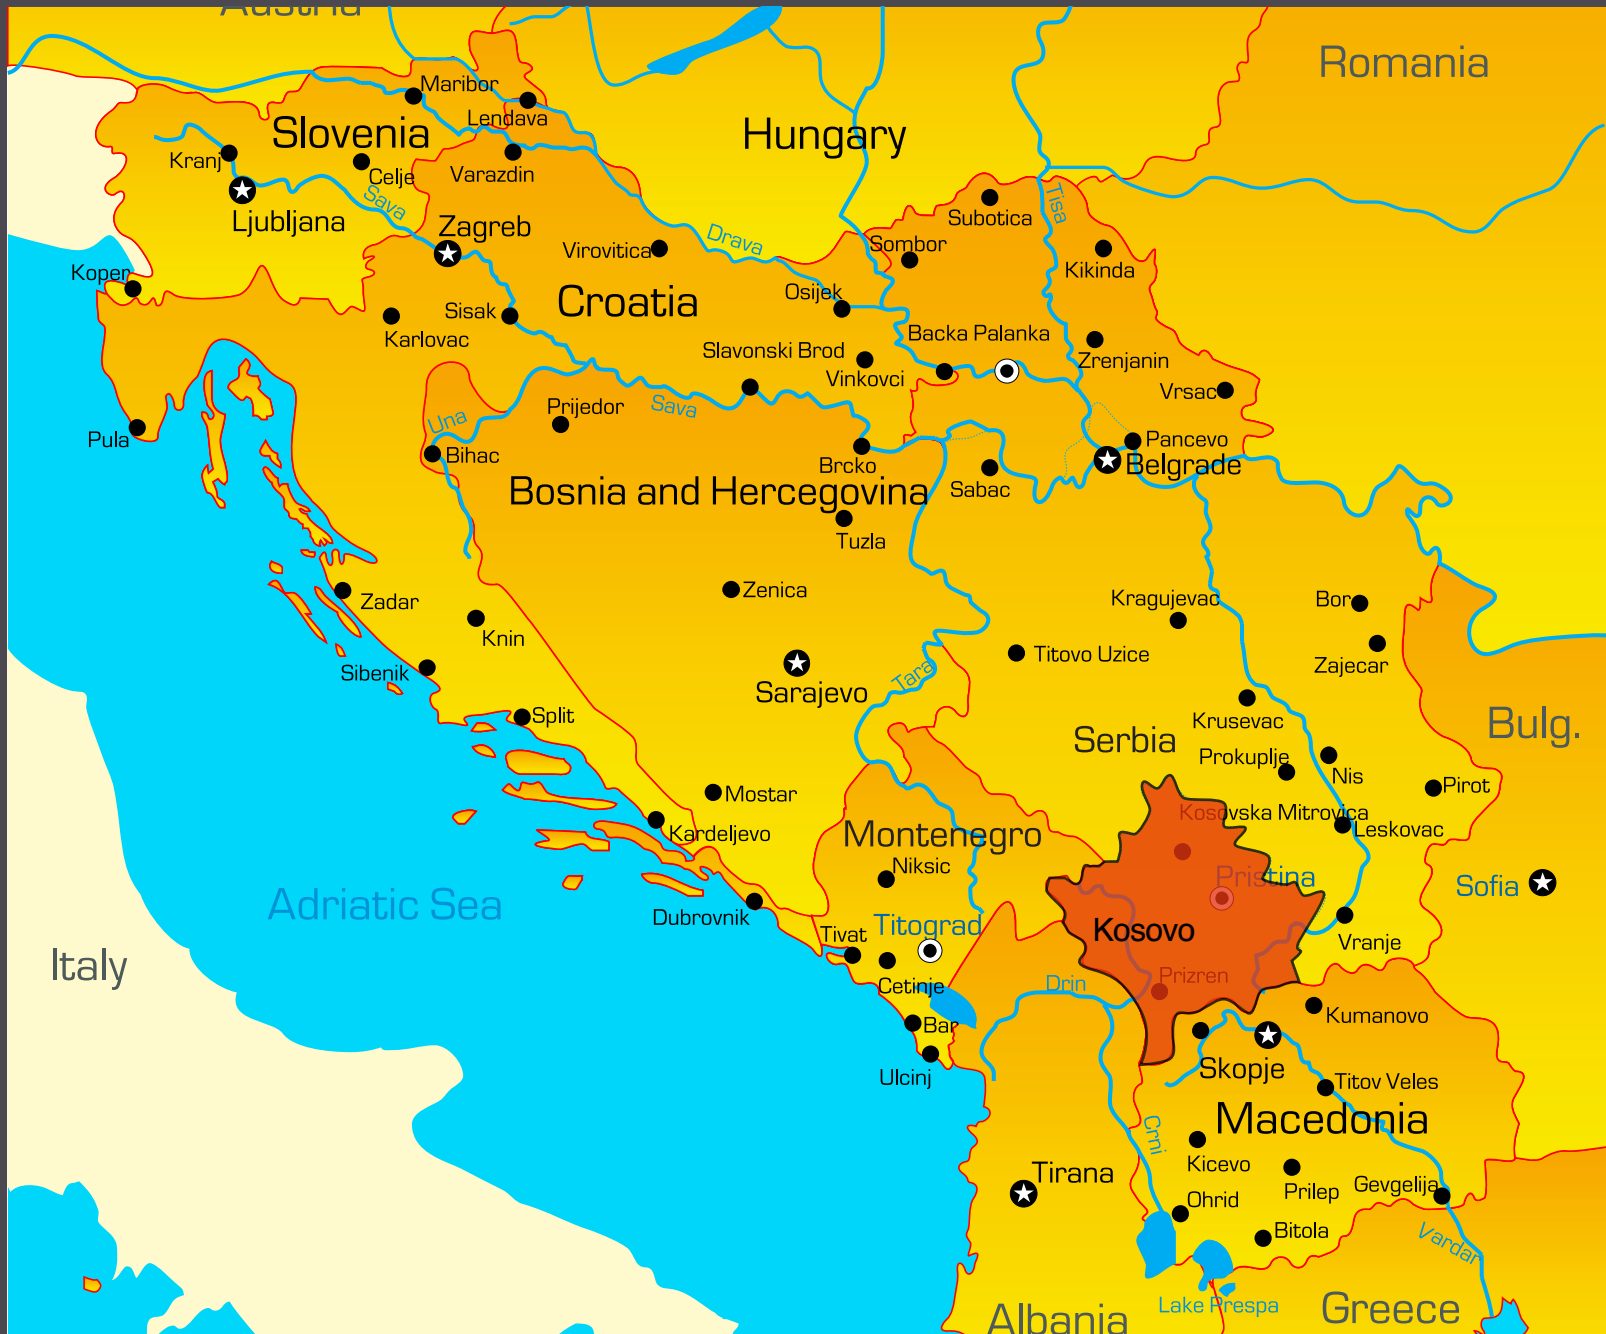 Austria
Romania
Maribor
Lendava
Hungary
Slovenia
Kranj
Celje
Varazdin
Sava
Ljubljana
Tisa
Subotica
Zagreb
Drava
Sombor
Virovitica
Kikinda
Koper
Osijek
Croatia
Sisak
Karlovac
Backa Palanka
Slavonski Brod
Zrenjanin
Vinkovci
Vrsac
Prijedor
Sava
Una
Pula
Pancevo
Bihac
Brcko
Belgrade
Sabac
Bosnia and Hercegovina
Tuzla
Zenica
Kragujevac
Bor
Zadar
Knin
Titovo Uzice
Zajecar
Sibenik
Tara
Sarajevo
Split
Krusevac
Bulg.
Serbia
Prokuplje
Nis
Pirot
Mostar
Kosovska Mitrovica
Leskovac
Kardeljevo
Montenegro
Niksic
Pristina
Sofia
Adriatic Sea
Dubrovnik
Titograd
Tivat
Kosovo
Vranje
Italy
Cetinje
Drin
Prizren
Bar
Kumanovo
Skopje
Ulcinj
Titov Veles
Macedonia
Crni
Kicevo
Tirana
Prilep
Gevgelija
Ohrid
Bitola
Vardar
Lake Prespa
Greece
Albania